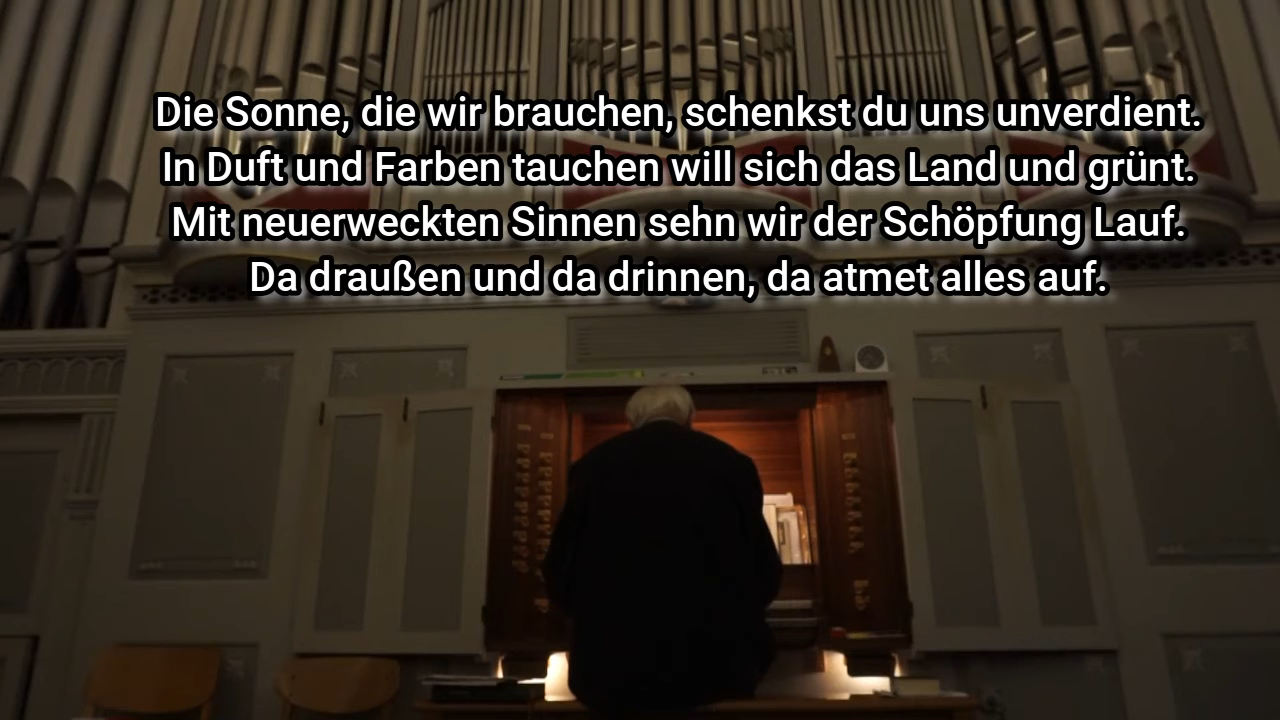 Die Sonne, die wir brauchen, schenkst du uns unverdient.
In Duft und Farben tauchen will sich das Land und grünt.
Mit neuerweckten Sinnen sehn wir der Schöpfung Lauf.
Da draußen und da drinnen, da atmet alles auf.